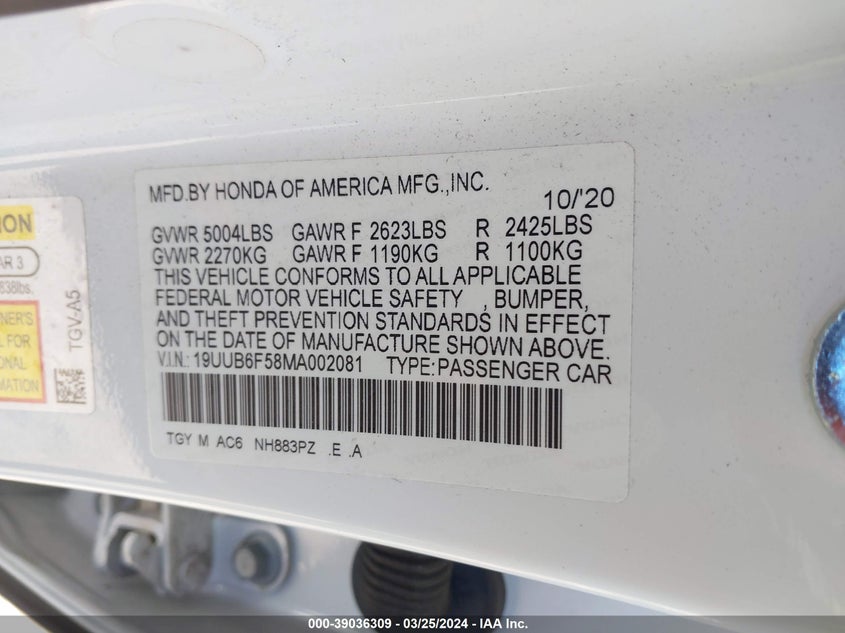 MFD.BY HONDA OF AMERICA MFG.,INC. 10/'20
GVWR 5004LBS GAWR F 2623LBS R 2425LBS
GVWR 2270KG GAWR F 1190KG R 1100KG
THIS VEHICLE CONFORMS TO ALL APPLICABLE
FEDERAL MOTOR VEHICLE SAFETY , BUMPER,
AND THEFT PREVENTION STANDARDS IN EFFECT
ON THE DATE OF MANUFACTURE SHOWN ABOVE.
V.I.N.: 19UUB6F58MA002081 TYPE:PASSENGER CAR
TGY M AC6 NH883PZ .E .A
AR 3
838lbs.
TGV-A5
000-39036309 - 03/25/2024 - IAA Inc.